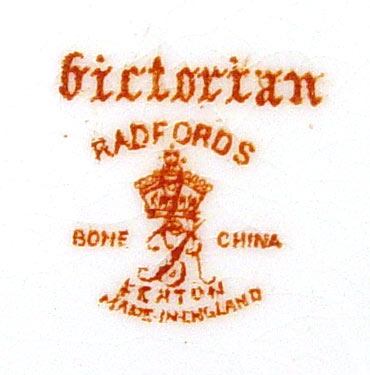 Victorian
RADFORDS
BONE CHINA
FENTON
MADE-IN-ENGLAND